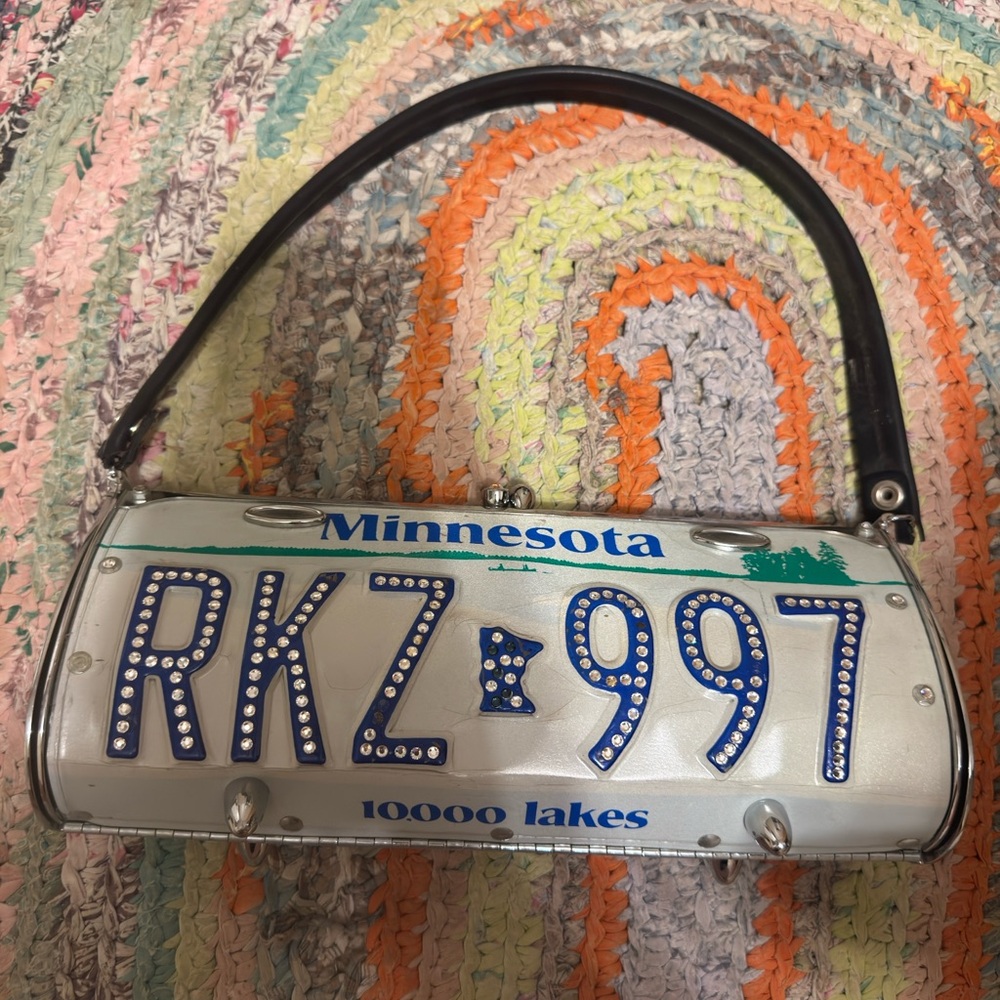 Minnesota
RKZ 997
10,000 lakes